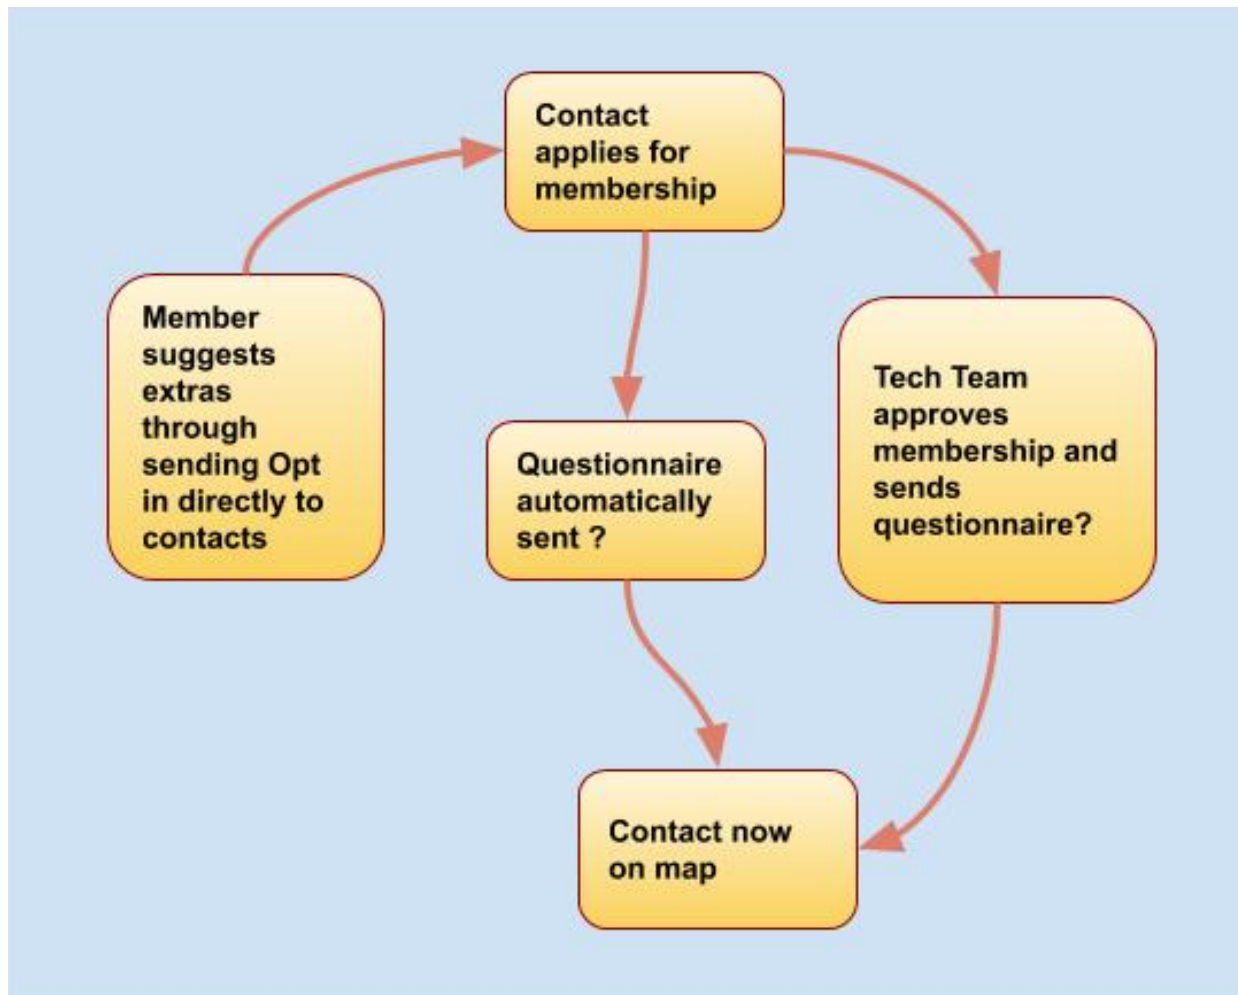 Contact
applies for
membership
Member
suggests
extras
through
sending Opt
in directly to
contacts
Questionnaire
automatically
sent ?
Tech Team
approves
membership and
sends
questionnaire?
Contact now
on map